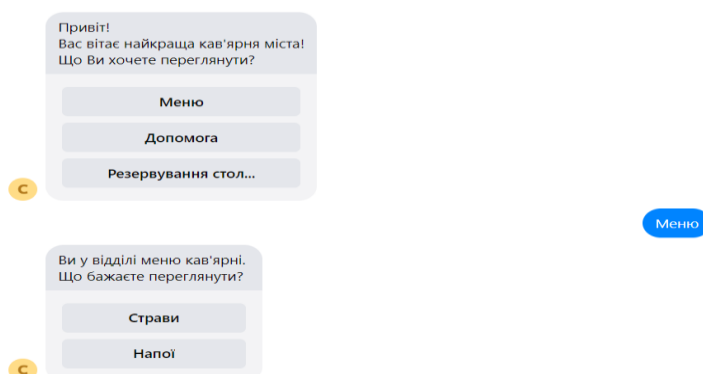 Привіт!
Вас вітає найкраща кав'ярня міста!
Що Ви хочете переглянути?
Меню
Допомога
Резервування стол...
С
Меню
Ви у відділі меню кав'ярні.
Що бажаєте переглянути?
Страви
Напої
С